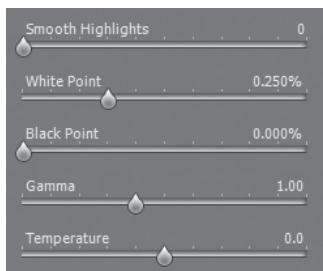 Smooth Highlights 0
White Point 0.250%
Black Point 0.000%
Gamma 1.00
Temperature 0.0